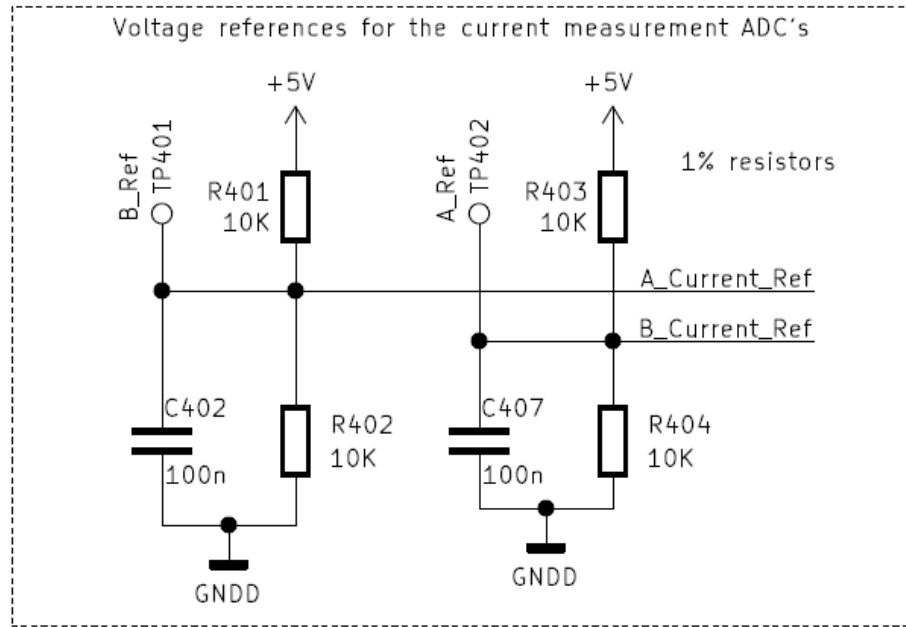 Voltage references for the current measurement ADC's
+5V
+5V
B_Ref
TP401
R401
10K
A_Ref
TP402
R403
10K
1% resistors
A_Current_Ref
B_Current_Ref
C402
100n
R402
10K
C407
100n
R404
10K
GNDD
GNDD